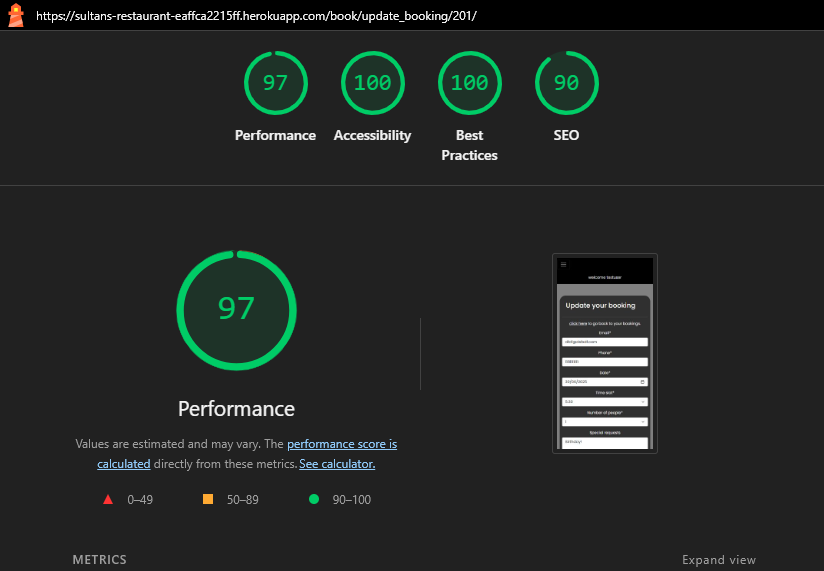 https://sultans-restaurant-eaffca2215ff.herokuapp.com/book/update_booking/201/
97
100
100
90
Performance
Accessibility
Best
Practices
SEO
97
Performance
Values are estimated and may vary. The performance score is
calculated directly from these metrics. See calculator.
0–49
50–89
90–100
welcome testuser
Update your booking
click here to go back to your bookings.
Email*
Phone*
Date*
Time slot*
Number of people*
1
Special requests
Birthday!
METRICS
Expand view